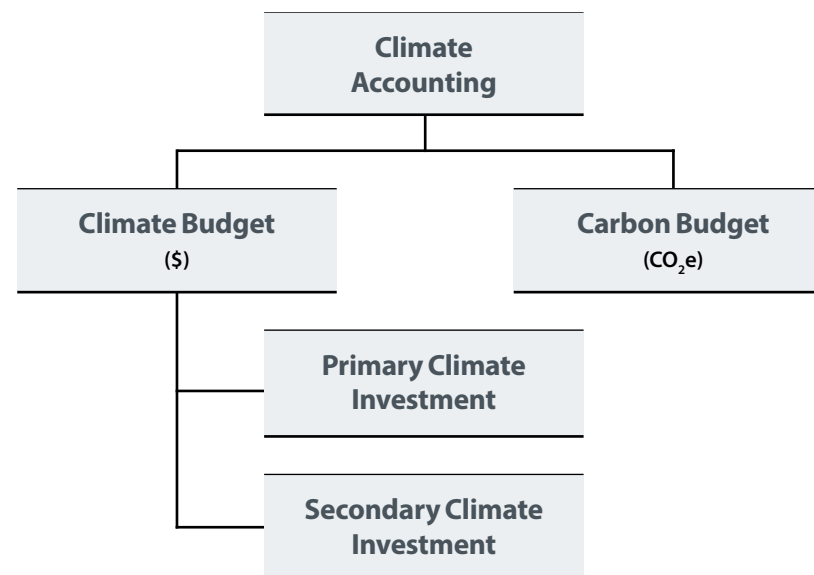 Climate
Accounting
Climate Budget
($)
Carbon Budget
(CO₂e)
Primary Climate
Investment
Secondary Climate
Investment